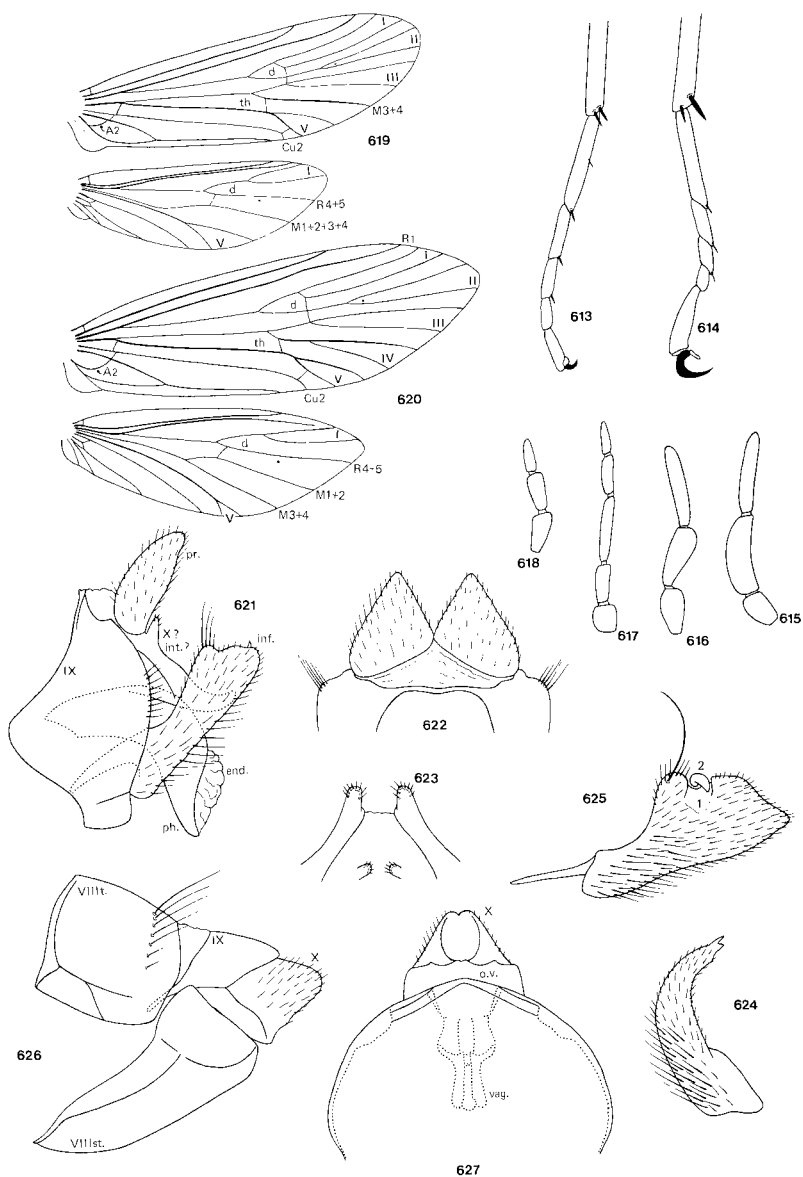 I
II
d
III
th
M3+4
A2
V
619
Cu2
I
d
R4+5
M1+2+3+4
V
R1
I
II
d
III
th
IV
A2
V
620
Cu2
I
d
R4+5
M1+2
M3+4
V
613
614
618
617
616
615
pr.
621
X?
int.?
inf.
IX
end.
ph.
622
623
625
2
1
VIIIt.
IX
X
626
VIIIst.
X
o.v.
vag.
627
624